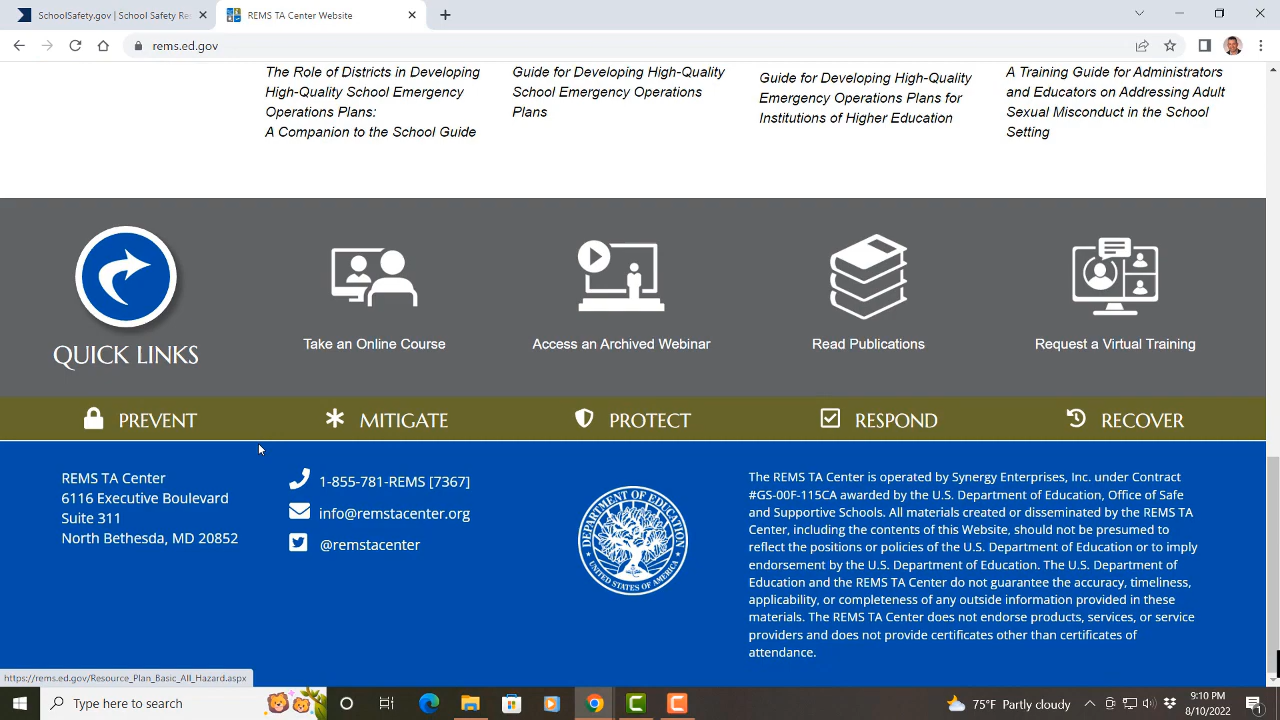 SchoolSafety.gov | School Safety Re
REMS TA Center Website
rems.ed.gov
The Role of Districts in Developing
High-Quality School Emergency
Operations Plans:
A Companion to the School Guide
Guide for Developing High-Quality
School Emergency Operations
Plans
Guide for Developing High-Quality
Emergency Operations Plans for
Institutions of Higher Education
A Training Guide for Administrators
and Educators on Addressing Adult
Sexual Misconduct in the School
Setting
QUICK LINKS
Take an Online Course
Access an Archived Webinar
Read Publications
Request a Virtual Training
PREVENT
MITIGATE
PROTECT
RESPOND
RECOVER
REMS TA Center
6116 Executive Boulevard
Suite 311
North Bethesda, MD 20852
1-855-781-REMS [7367]
info@remstacenter.org
@remstacenter
DEPARTMENT OF EDUCATION
UNITED STATES OF AMERICA
The REMS TA Center is operated by Synergy Enterprises, Inc. under Contract
#GS-00F-115CA awarded by the U.S. Department of Education, Office of Safe
and Supportive Schools. All materials created or disseminated by the REMS TA
Center, including the contents of this Website, should not be presumed to
reflect the positions or policies of the U.S. Department of Education or to imply
endorsement by the U.S. Department of Education. The U.S. Department of
Education and the REMS TA Center do not guarantee the accuracy, timeliness,
applicability, or completeness of any outside information provided in these
materials. The REMS TA Center does not endorse products, services, or service
providers and does not provide certificates other than certificates of
attendance.
https://rems.ed.gov/Resource_Plan_Basic_All_Hazard.aspx
Type here to search
75°F Partly cloudy
9:10 PM
8/10/2022